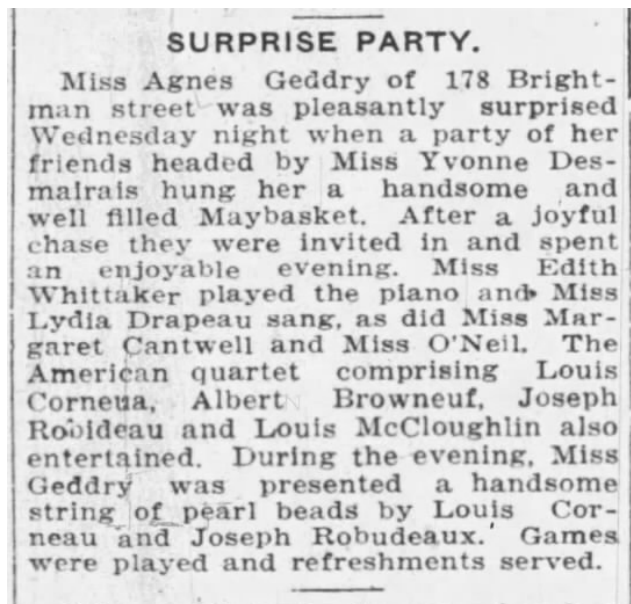 SURPRISE PARTY.
Miss Agnes Geddry of 178 Bright-
man street was pleasantly surprised
Wednesday night when a party of her
friends headed by Miss Yvonne Des-
mairais hung her a handsome and
well filled Maybasket. After a joyful
chase they were invited in and spent
an enjoyable evening. Miss Edith
Whittaker played the piano and Miss
Lydia Drapeau sang, as did Miss Mar-
garet Cantwell and Miss O'Neil. The
American quartet comprising Louis
Corneua, Albert Browneuf, Joseph
Robideau and Louis McCloughlin also
entertained. During the evening, Miss
Geddry was presented a handsome
string of pearl beads by Louis Cor-
neau and Joseph Robudeaux. Games
were played and refreshments served.